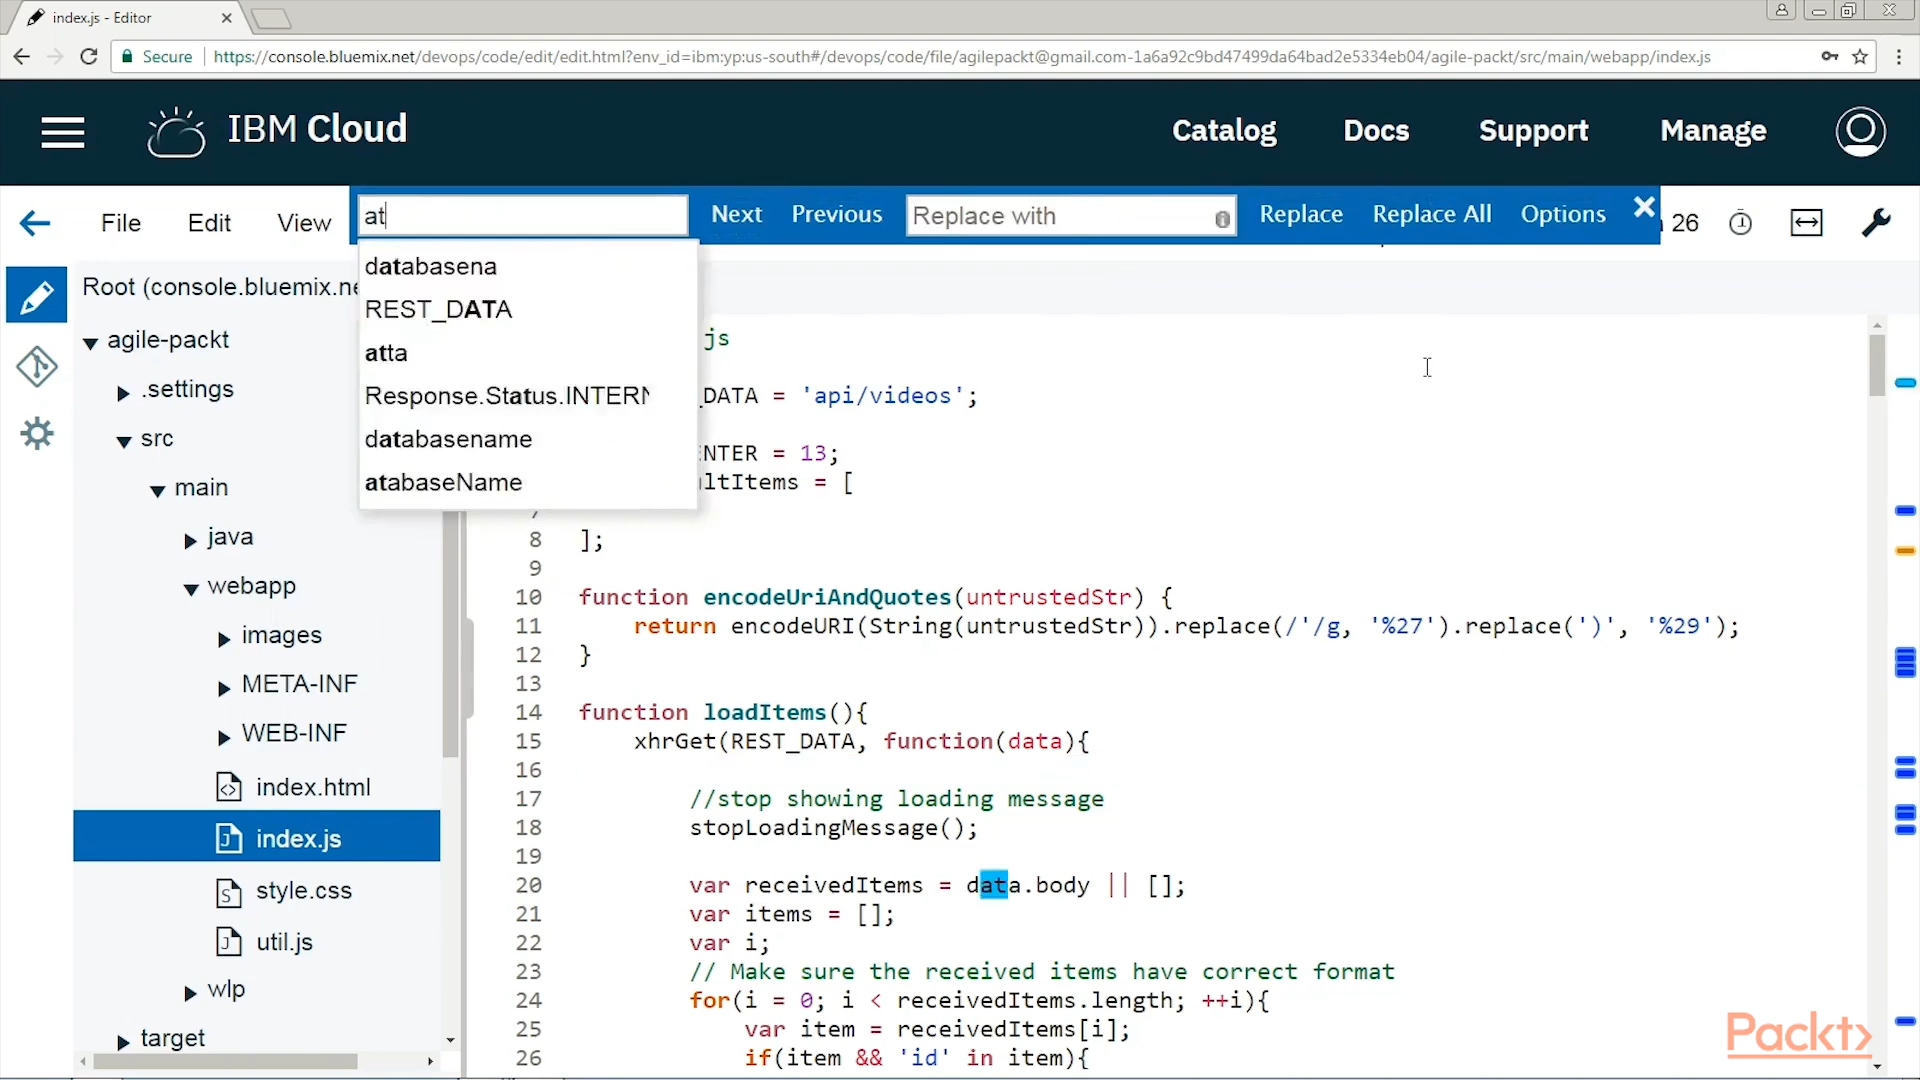 index.js - Editor
Secure https://console.bluemix.net/devops/code/edit/edit.html?env_id=ibm:yp:us-south#/devops/code/file/agilepackt@gmail.com-1a6a92c9bd47499da64bad2e5334eb04/agile-packt/src/main/webapp/index.js
IBM Cloud
Catalog Docs Support Manage
File Edit View at Next Previous Replace with Replace Replace All Options 26
databasena
REST_DATA
atta
Response.Status.INTERN
databasename
atabaseName
Root (console.bluemix.ne
agile-packt
.settings
src
main
java
webapp
images
META-INF
WEB-INF
index.html
index.js
style.css
util.js
wlp
target
js
_DATA = 'api/videos';
ENTER = 13;
ltItems = [
7
8 ];
9
10 function encodeUriAndQuotes(untrustedStr) {
11 return encodeURI(String(untrustedStr)).replace(/'/g, '%27').replace(')', '%29');
12 }
13
14 function loadItems(){
15 xhrGet(REST_DATA, function(data){
16
17 //stop showing loading message
18 stopLoadingMessage();
19
20 var receivedItems = data.body || [];
21 var items = [];
22 var i;
23 // Make sure the received items have correct format
24 for(i = 0; i < receivedItems.length; ++i){
25 var item = receivedItems[i];
26 if(item && 'id' in item){
Packt>